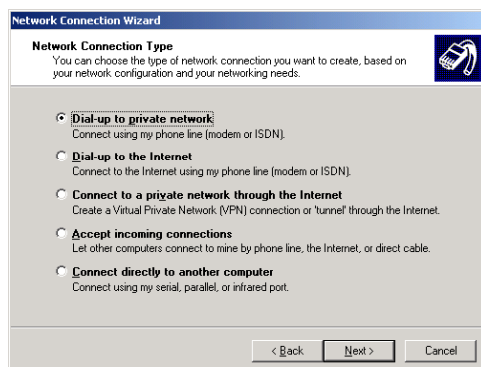 Network Connection Wizard
Network Connection Type
You can choose the type of network connection you want to create, based on
your network configuration and your networking needs.
Dial-up to private network
Connect using my phone line (modem or ISDN).
Dial-up to the Internet
Connect to the Internet using my phone line (modem or ISDN).
Connect to a private network through the Internet
Create a Virtual Private Network (VPN) connection or 'tunnel' through the Internet.
Accept incoming connections
Let other computers connect to mine by phone line, the Internet, or direct cable.
Connect directly to another computer
Connect using my serial, parallel, or infrared port.
< Back Next > Cancel